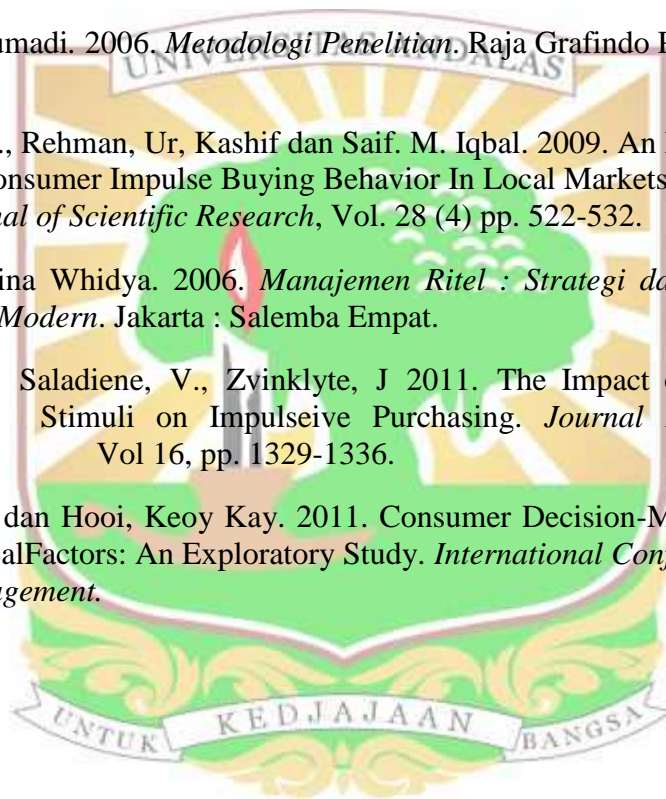 umadi. 2006. Metodologi Penelitian. Raja Grafindo P
UNIVERSITAS ANDALAS
., Rehman, Ur, Kashif dan Saif. M. Iqbal. 2009. An
onsumer Impulse Buying Behavior In Local Markets
nal of Scientific Research, Vol. 28 (4) pp. 522-532.
ina Whidya. 2006. Manajemen Ritel : Strategi da
Modern. Jakarta : Salemba Empat.
Saladiene, V., Zvinklyte, J 2011. The Impact
Stimuli on Impulseive Purchasing. Journal
Vol 16, pp. 1329-1336.
dan Hooi, Keoy Kay. 2011. Consumer Decision-M
alFactors: An Exploratory Study. International Conf
agement.
UNTUK KEDJAJAAN BANGSA